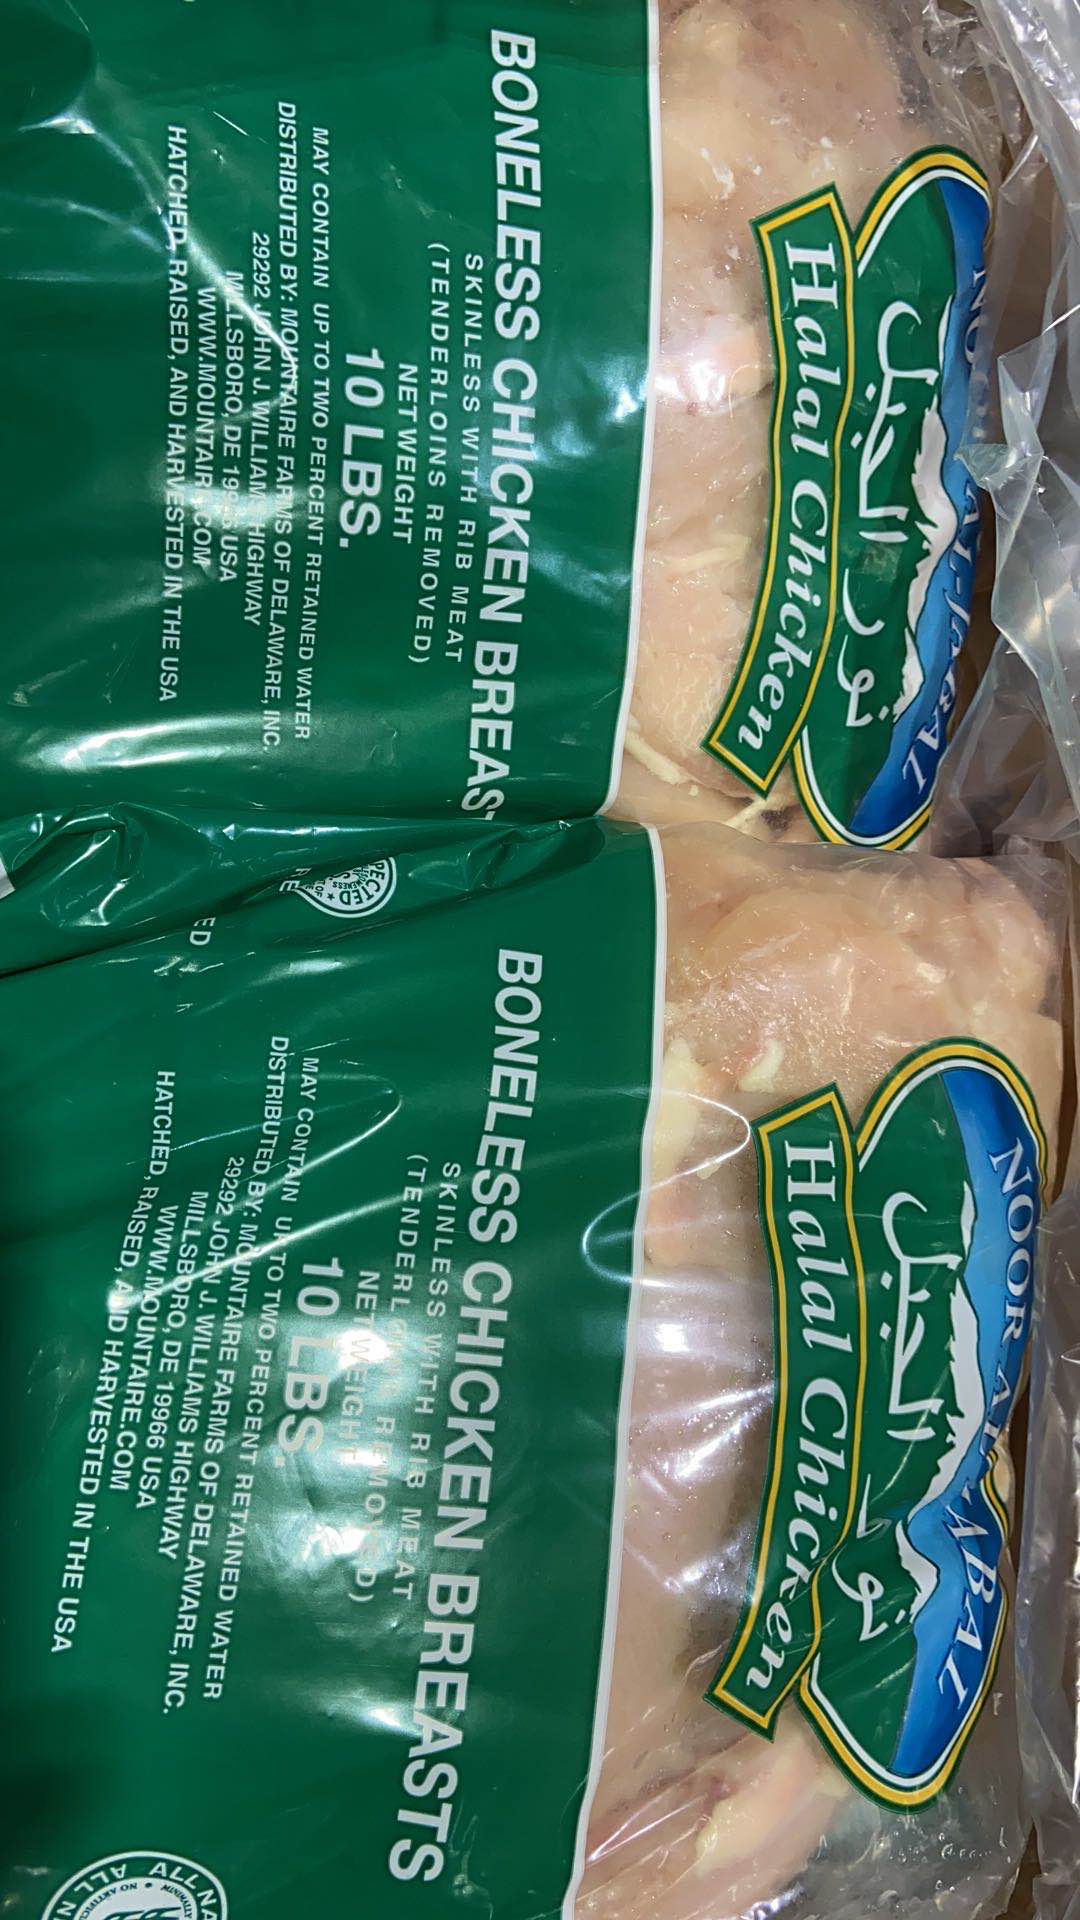 NOOR AL-JABAL
نور الجبل
Halal Chicken
BONELESS CHICKEN BREAS
SKINLESS WITH RIB MEAT
(TENDERLOINS REMOVED)
NET WEIGHT
10 LBS.
MAY CONTAIN UP TO TWO PERCENT RETAINED WATER
DISTRIBUTED BY: MOUNTAIRE FARMS OF DELAWARE, INC.
29292 JOHN J. WILLIAMS HIGHWAY
MILLSBORO, DE 19966 USA
WWW.MOUNTAIRE.COM
HATCHED, RAISED, AND HARVESTED IN THE USA
NOOR AL-JABAL
نور الجبل
Halal Chicken
BONELESS CHICKEN BREASTS
SKINLESS WITH RIB MEAT
(TENDERLOINS REMOVED)
NET WEIGHT
10 LBS.
MAY CONTAIN UP TO TWO PERCENT RETAINED WATER
DISTRIBUTED BY: MOUNTAIRE FARMS OF DELAWARE, INC.
29292 JOHN J. WILLIAMS HIGHWAY
MILLSBORO, DE 19966 USA
WWW.MOUNTAIRE.COM
HATCHED, RAISED, AND HARVESTED IN THE USA